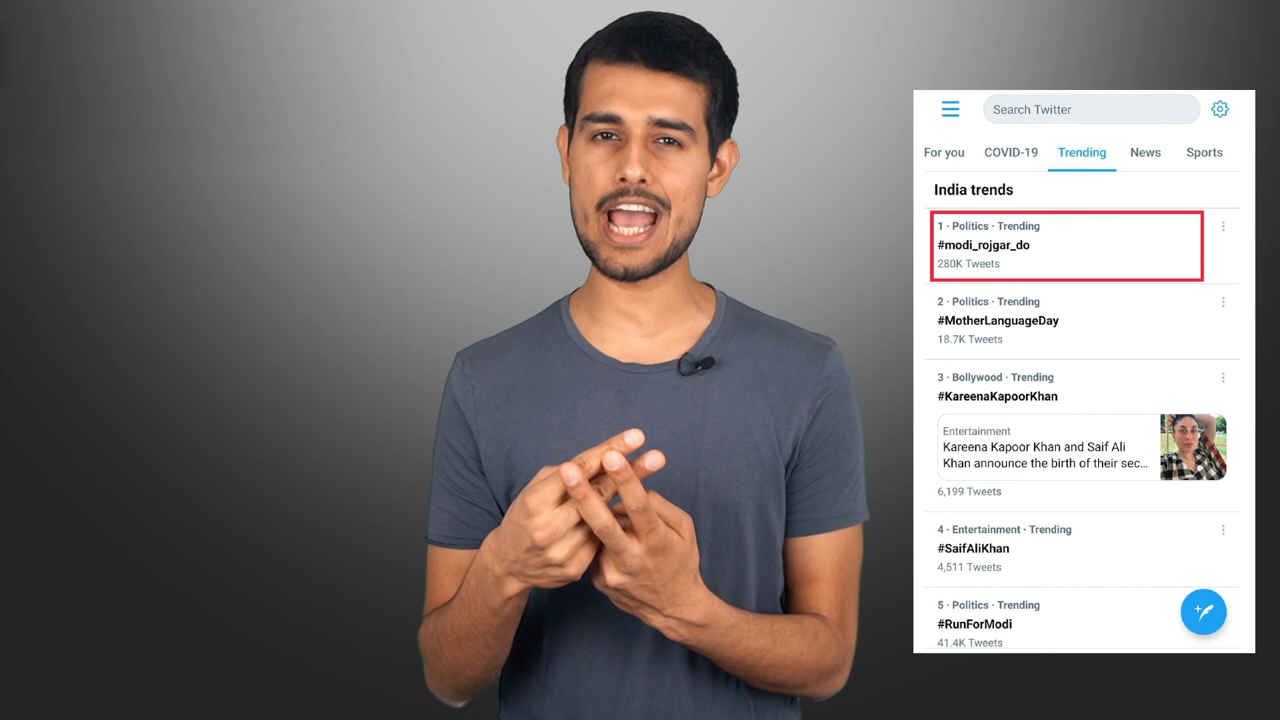 Search Twitter
For you COVID-19 Trending News Sports
India trends
1 · Politics · Trending
#modi_rojgar_do
280K Tweets
2 · Politics · Trending
#MotherLanguageDay
18.7K Tweets
3 · Bollywood · Trending
#KareenaKapoorKhan
Entertainment
Kareena Kapoor Khan and Saif Ali
Khan announce the birth of their sec...
6,199 Tweets
4 · Entertainment · Trending
#SaifAliKhan
4,511 Tweets
5 · Politics · Trending
#RunForModi
41.4K Tweets